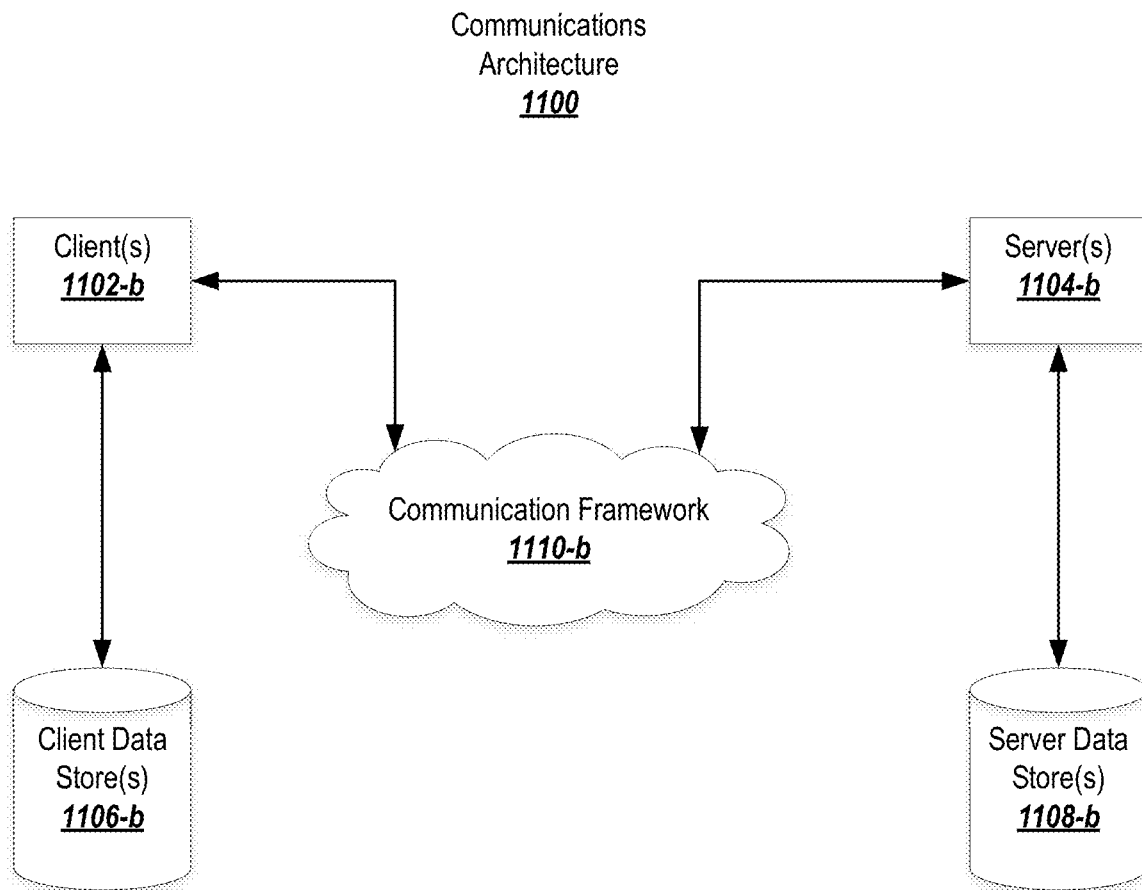 Communications
Architecture
1100
Client(s)
1102-b
Server(s)
1104-b
Communication Framework
1110-b
Client Data
Store(s)
1106-b
Server Data
Store(s)
1108-b